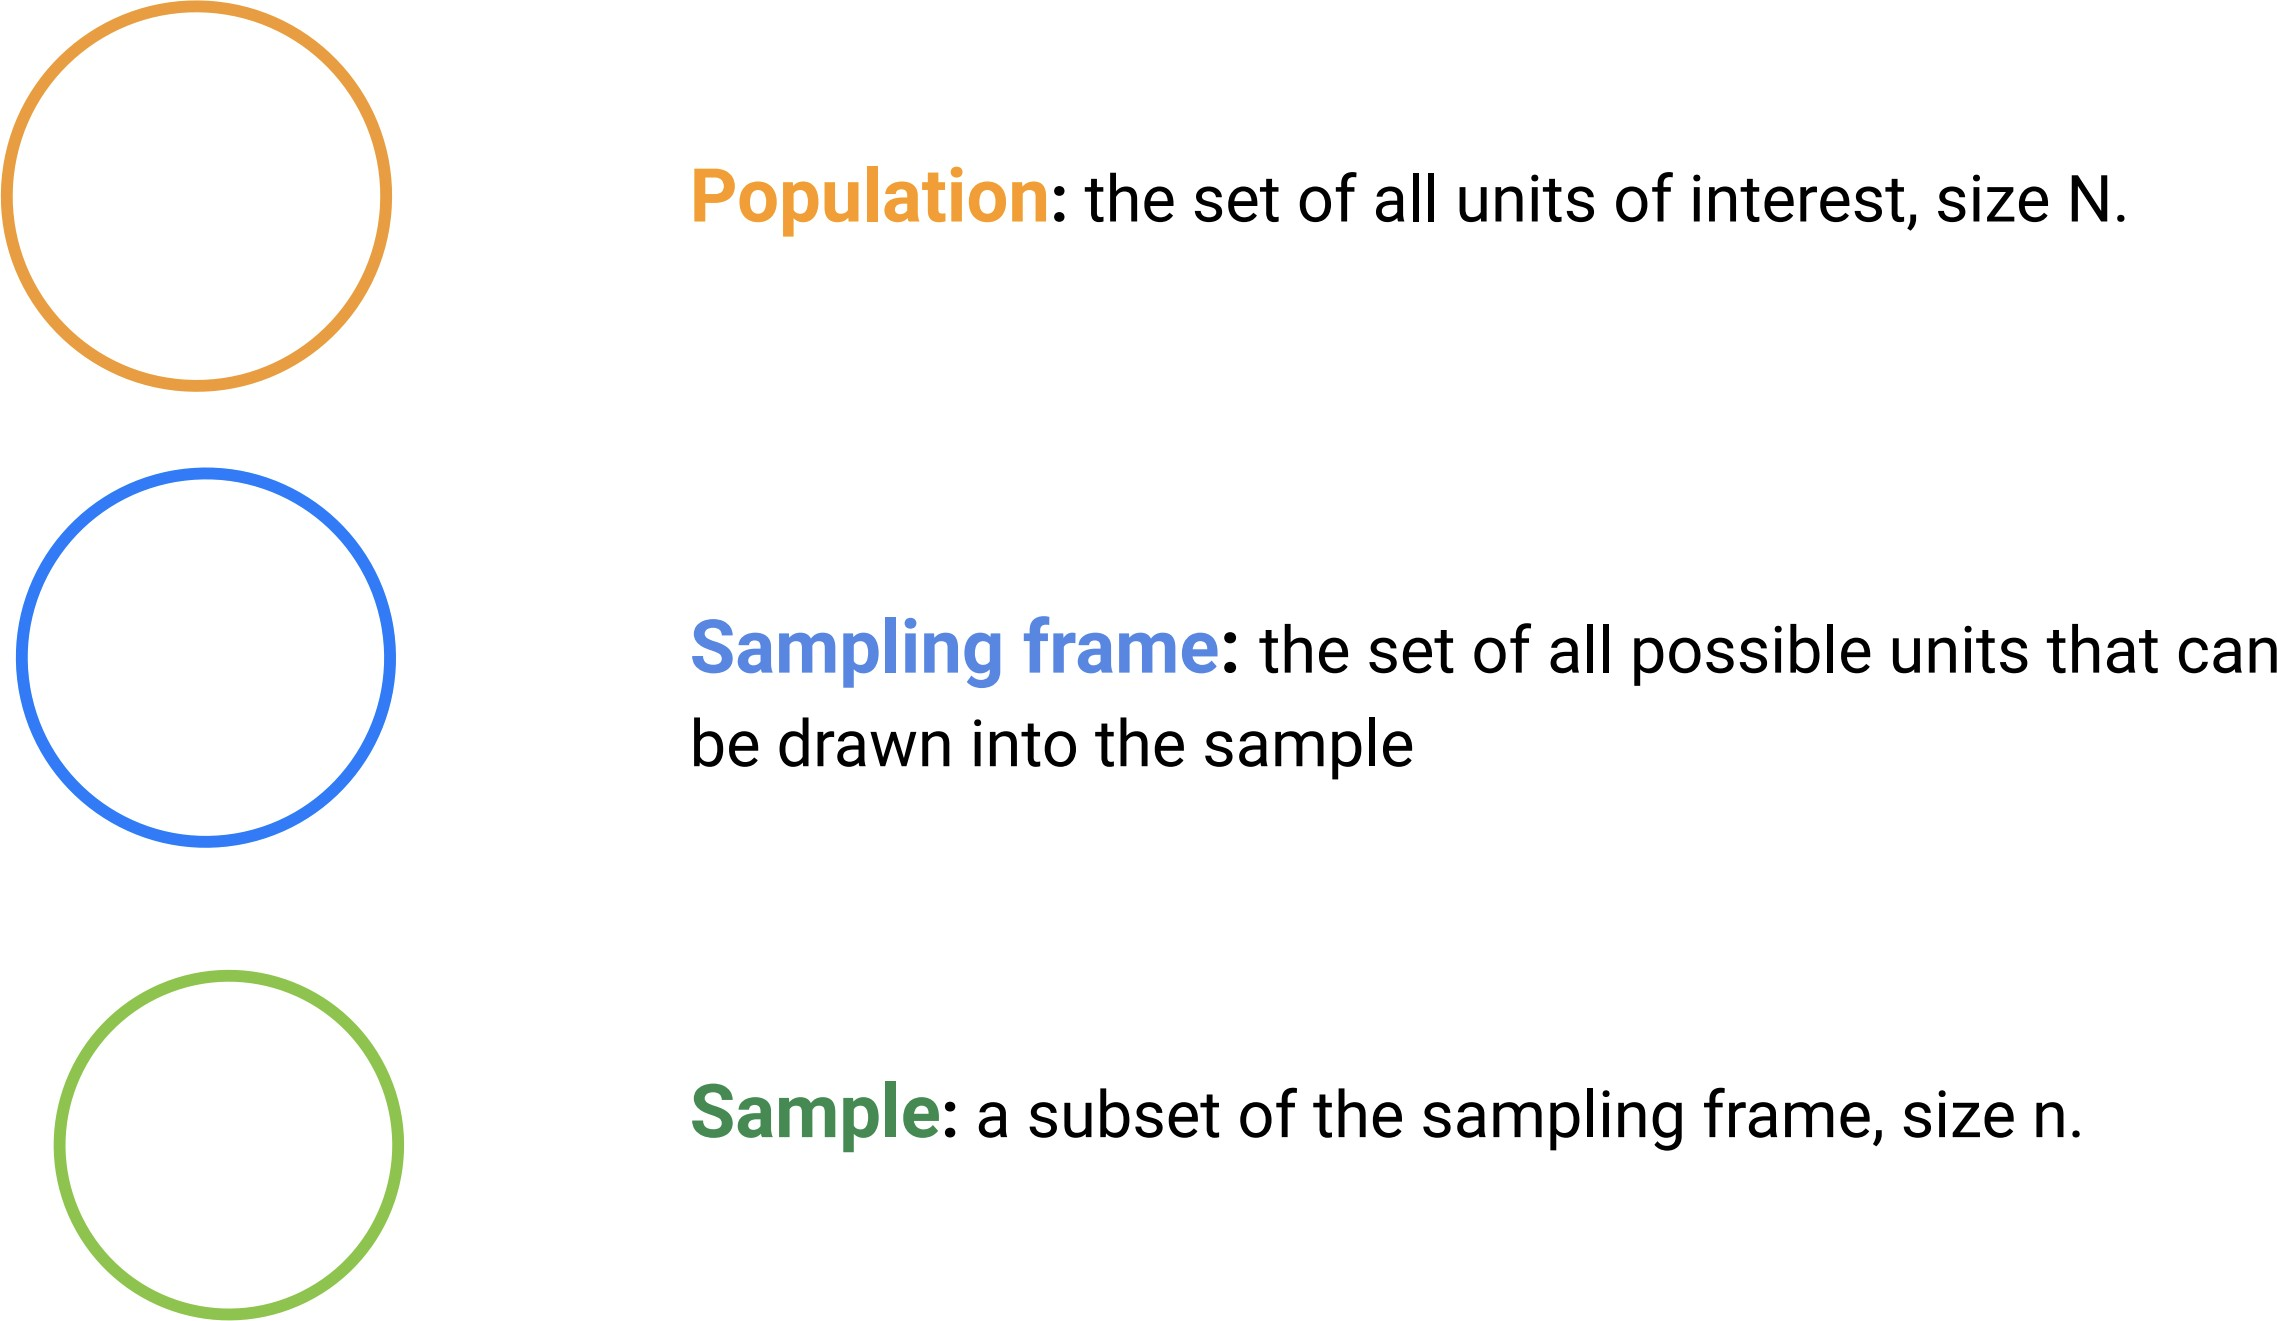 Population: the set of all units of interest, size N.
Sampling frame: the set of all possible units that can
be drawn into the sample
Sample: a subset of the sampling frame, size n.